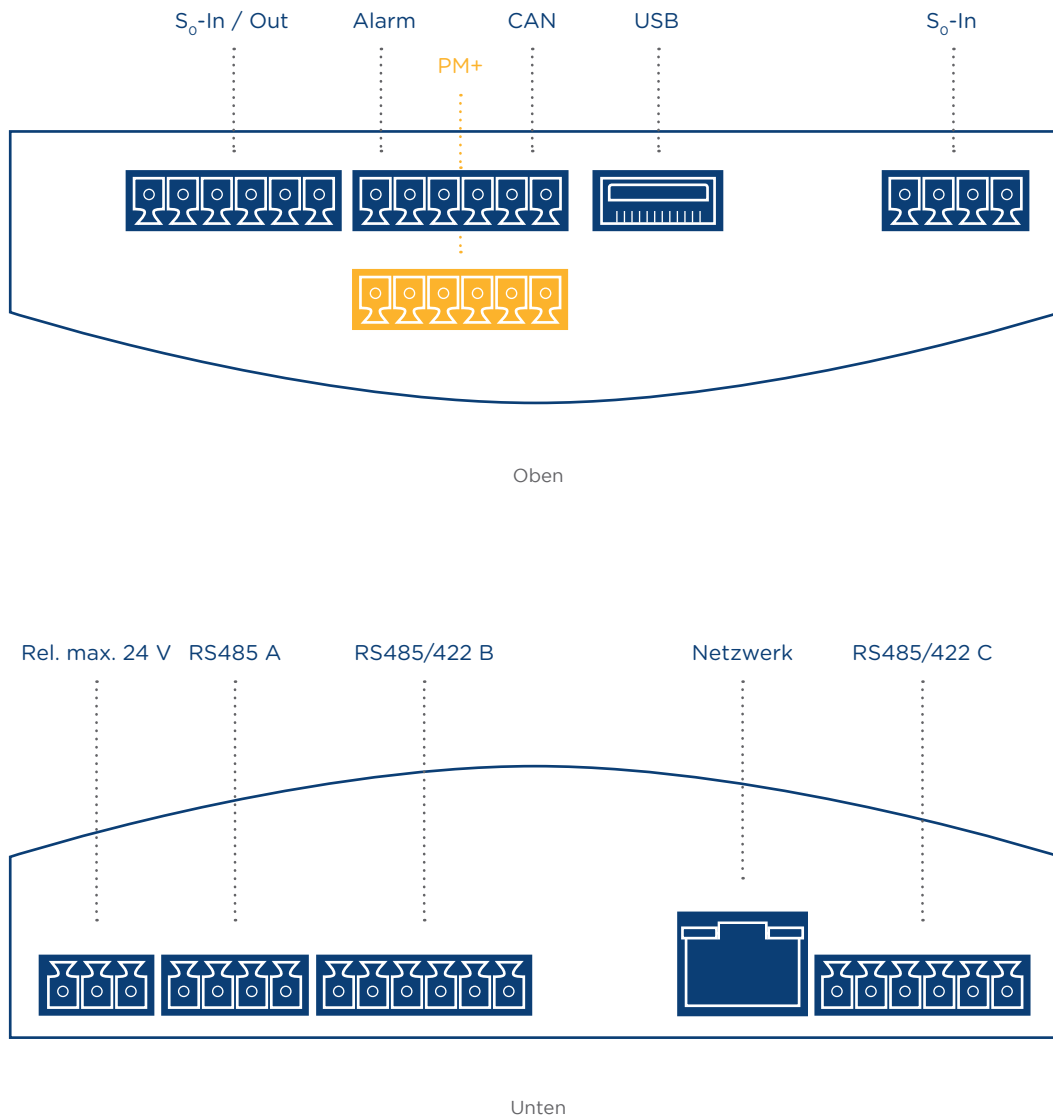 S₀-In / Out Alarm CAN USB S₀-In
PM+
Oben
Rel. max. 24 V RS485 A RS485/422 B Netzwerk RS485/422 C
Unten